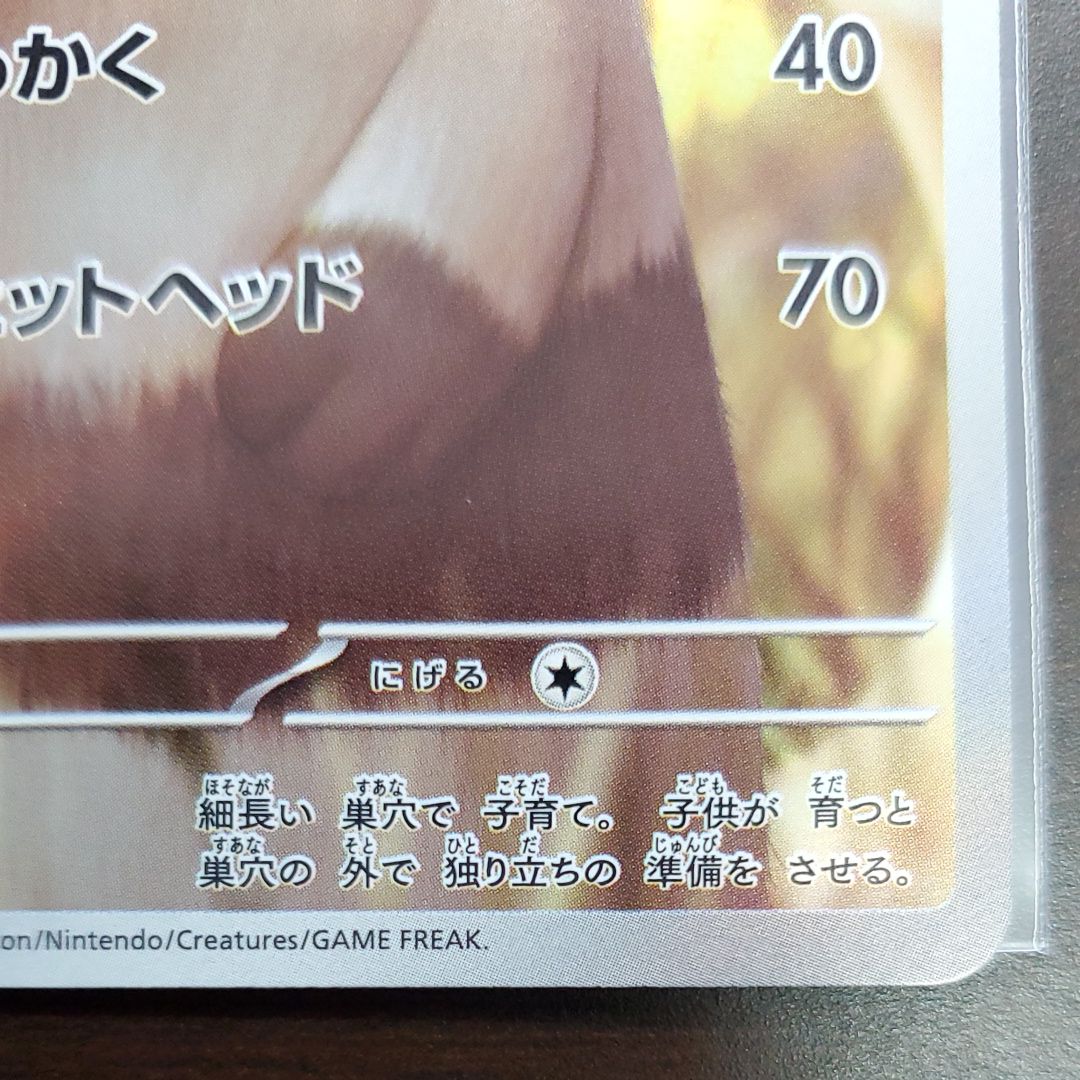 かく 40
ットヘッド 70
にげる
細長い 巣穴で 子育て。 子供が 育つと
巣穴の 外で 独り立ちの 準備を させる。
on/Nintendo/Creatures/GAME FREAK.